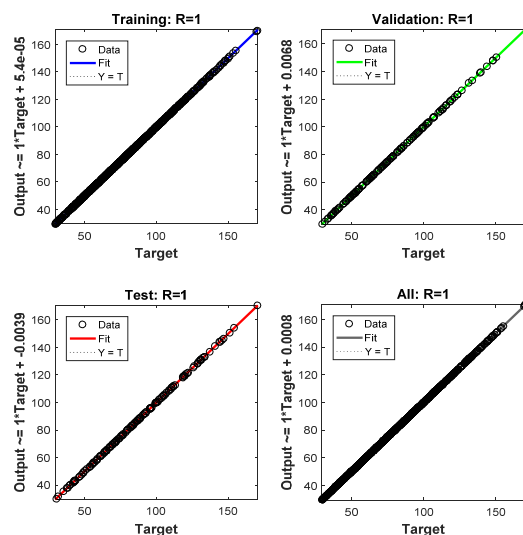 Training: R=1
Output ~= 1*Target + 5.4e-05
160
140
120
100
80
60
40
Data
Fit
Y = T
50
100
150
Target
Validation: R=1
Output ~= 1*Target + 0.0068
160
140
120
100
80
60
40
Data
Fit
Y = T
50
100
150
Target
Test: R=1
Output ~= 1*Target + -0.0039
160
140
120
100
80
60
40
Data
Fit
Y = T
50
100
150
Target
All: R=1
Output ~= 1*Target + 0.0008
160
140
120
100
80
60
40
Data
Fit
Y = T
50
100
150
Target